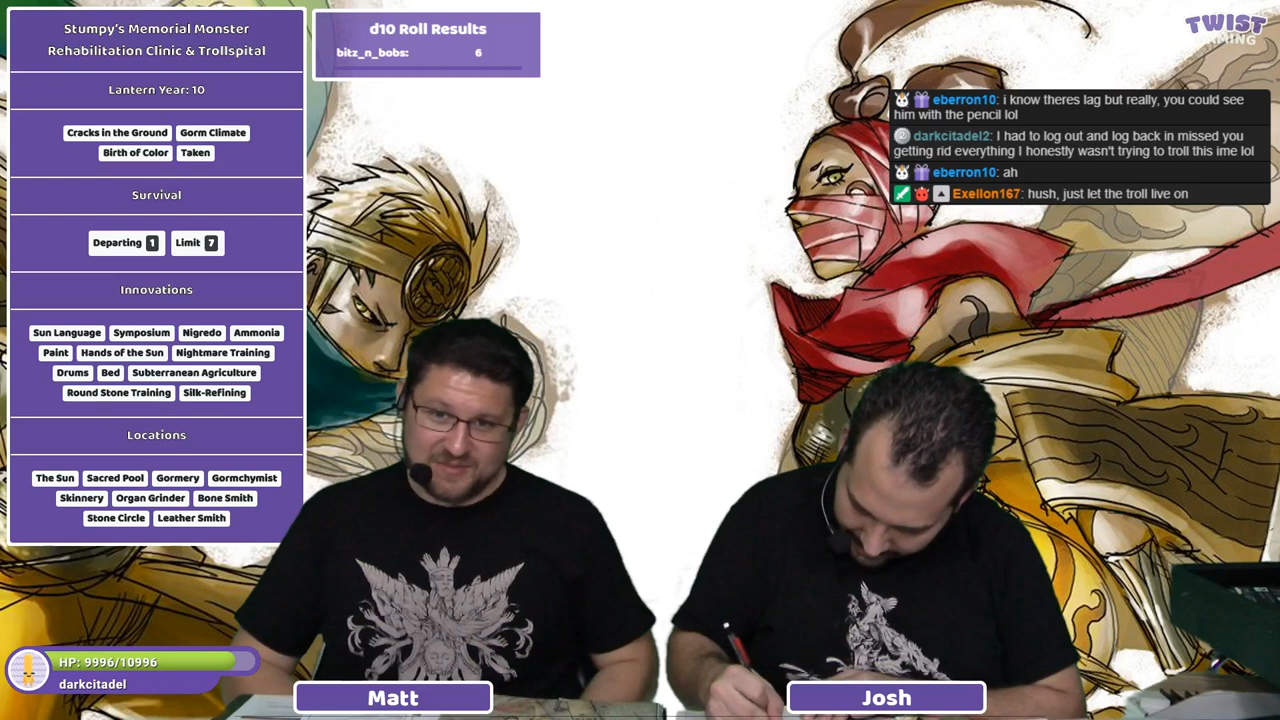 Stumpy's Memorial Monster
Rehabilitation Clinic & Trollspital
Lantern Year: 10
Cracks in the Ground Gorm Climate
Birth of Color Taken
Survival
Departing 1 Limit 7
Innovations
Sun Language Symposium Nigredo Ammonia
Paint Hands of the Sun Nightmare Training
Drums Bed Subterranean Agriculture
Round Stone Training Silk-Refining
Locations
The Sun Sacred Pool Gormery Gormchymist
Skinnery Organ Grinder Bone Smith
Stone Circle Leather Smith
HP: 9996/10996
darkcitadel
d10 Roll Results
bitz_n_bobs: 6
TWIST
GAMING
eberron10: i know theres lag but really, you could see
him with the pencil lol
darkcitadel2: I had to log out and log back in missed you
getting rid everything I honestly wasn't trying to troll this ime lol
eberron10: ah
Exellon167: hush, just let the troll live on
Matt
Josh